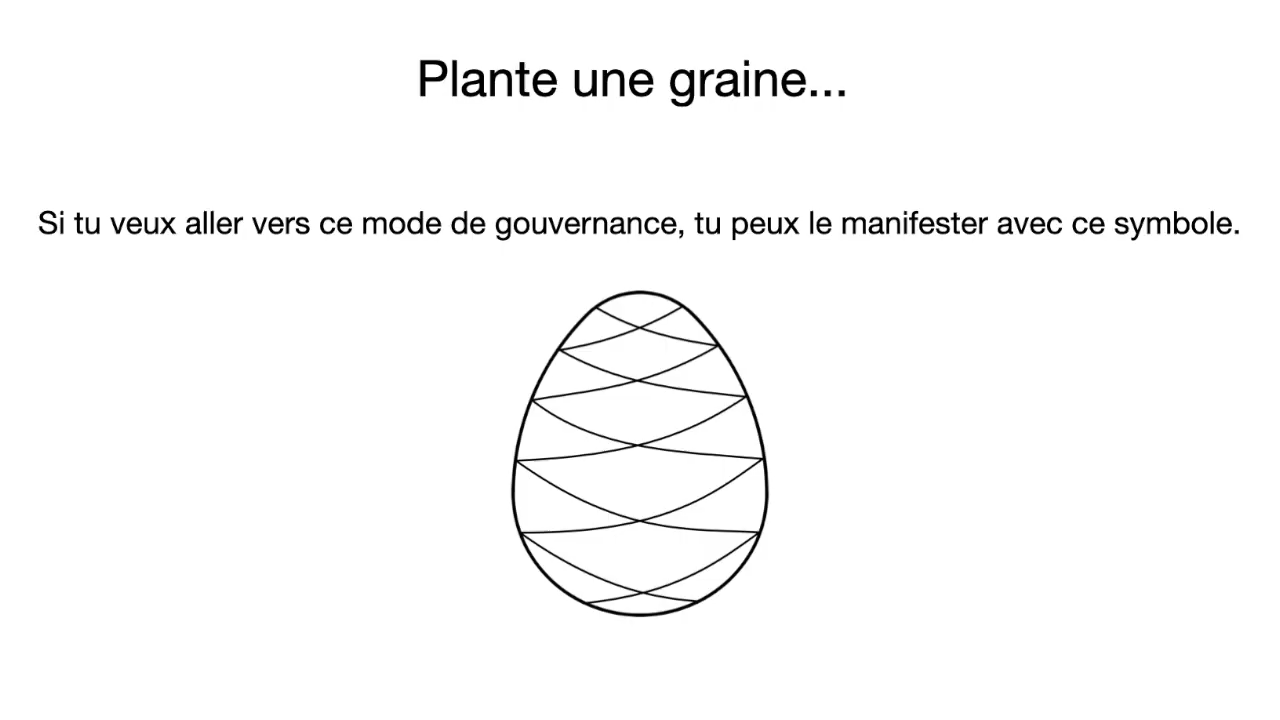 Plante une graine...
Si tu veux aller vers ce mode de gouvernance, tu peux le manifester avec ce symbole.